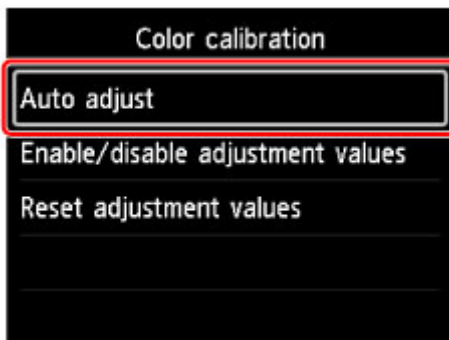 Color calibration
Auto adjust
Enable/disable adjustment values
Reset adjustment values